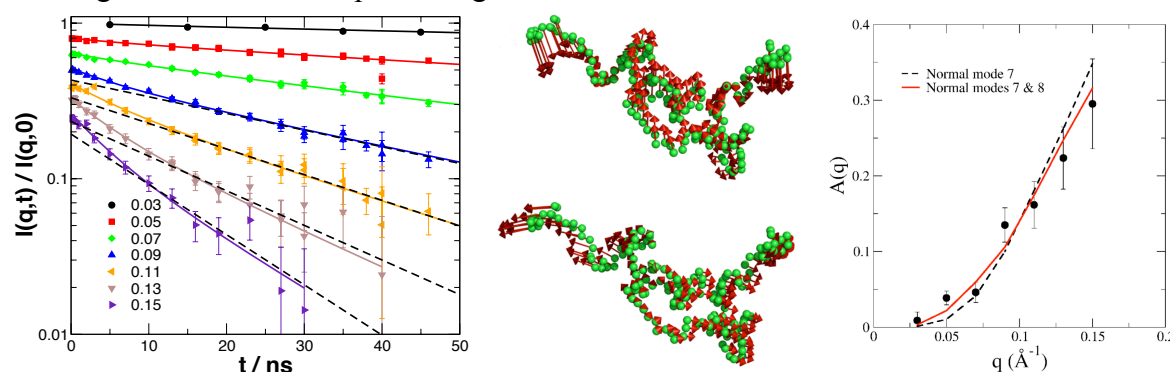 I(q,t) / I(q,0)
1
0.1
0.01
0.03
0.05
0.07
0.09
0.11
0.13
0.15
0 10 20 30 40 50
t / ns
A(q)
0.4
0.3
0.2
0.1
0
Normal mode 7
Normal modes 7 & 8
0 0.05 0.1 0.15 0.2
q (Å⁻¹)